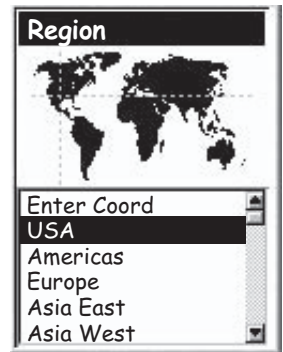 Region
Enter Coord
USA
Americas
Europe
Asia East
Asia West